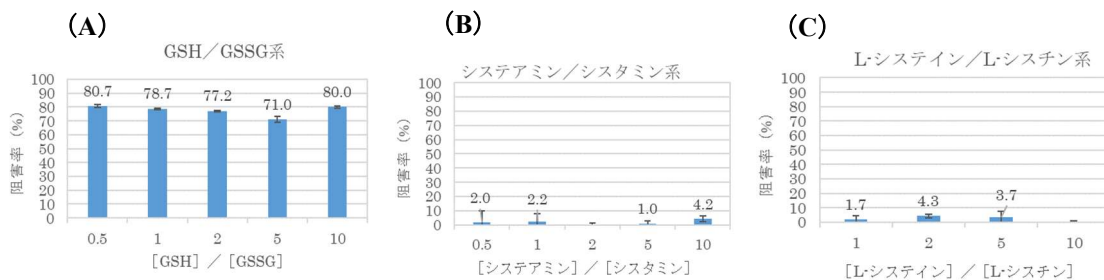 (A)
GSH/GSSG系
阻害率（%）
100
90
80
70
60
50
40
30
20
10
0
80.7 78.7 77.2 71.0 80.0
0.5 1 2 5 10
［GSH］／［GSSG］
(B)
システアミン／シスタミン系
阻害率（%）
100
90
80
70
60
50
40
30
20
10
0
2.0 2.2 1.0 4.2
0.5 1 2 5 10
［システアミン］／［シスタミン］
(C)
L-システイン／L-シスチン系
阻害率（%）
100
90
80
70
60
50
40
30
20
10
0
1.7 4.3 3.7
1 2 5 10
［L-システイン］／［L-シスチン］